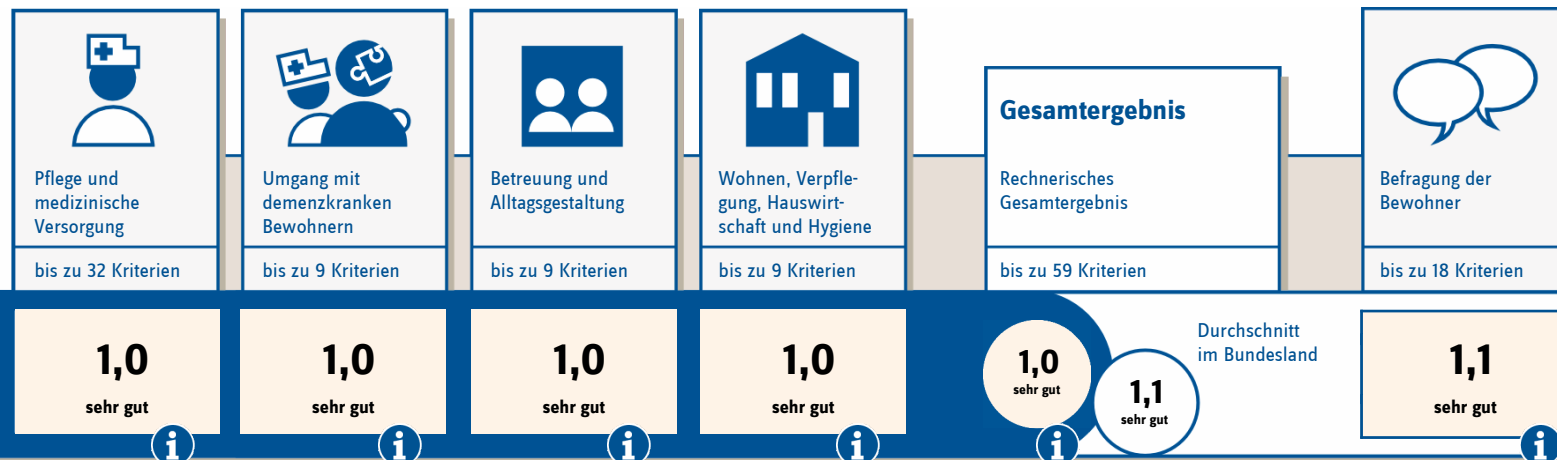 Pflege und
medizinische
Versorgung
bis zu 32 Kriterien
1,0
sehr gut
i
Umgang mit
demenzkranken
Bewohnern
bis zu 9 Kriterien
1,0
sehr gut
i
Betreuung und
Alltagsgestaltung
bis zu 9 Kriterien
1,0
sehr gut
i
Wohnen, Verpfle-
gung, Hauswirt-
schaft und Hygiene
bis zu 9 Kriterien
1,0
sehr gut
i
Gesamtergebnis
Rechnerisches
Gesamtergebnis
bis zu 59 Kriterien
1,0
sehr gut
i
Durchschnitt
im Bundesland
1,1
sehr gut
Befragung der
Bewohner
bis zu 18 Kriterien
1,1
sehr gut
i